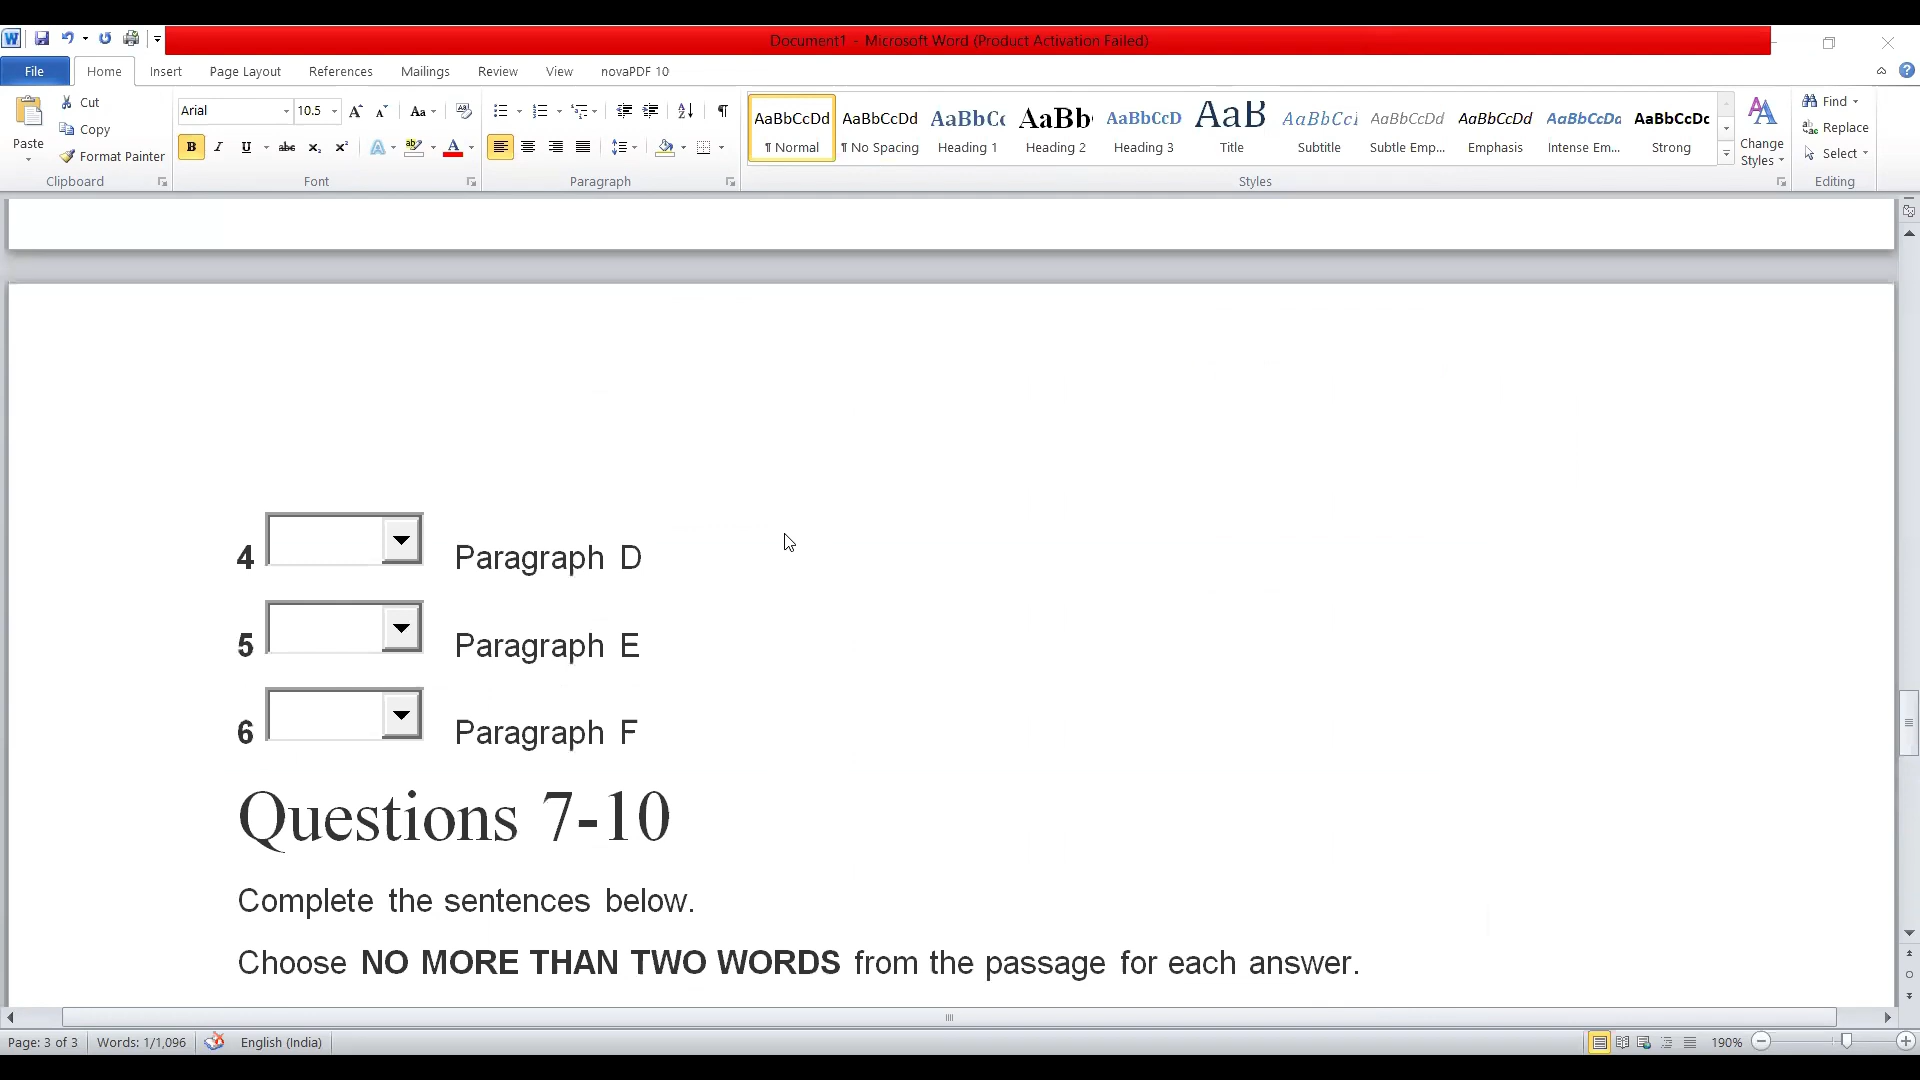 Document1 - Microsoft Word (Product Activation Failed)
File Home Insert Page Layout References Mailings Review View novaPDF 10
Paste
Cut
Copy
Format Painter
Clipboard
Arial 10.5
Font
Paragraph
AaBbCcDd AaBbCcDd AaBbCc AaBb AaBbCcD AaB AaBbCcI AaBbCcDd AaBbCcDd AaBbCcDd AaBbCcDc
¶ Normal ¶ No Spacing Heading 1 Heading 2 Heading 3 Title Subtitle Subtle Emp... Emphasis Intense Em... Strong
Styles
Change Styles
Find
Replace
Select
Editing
4 Paragraph D
5 Paragraph E
6 Paragraph F
Questions 7-10
Complete the sentences below.
Choose NO MORE THAN TWO WORDS from the passage for each answer.
Page: 3 of 3 Words: 1/1,096 English (India) 190%